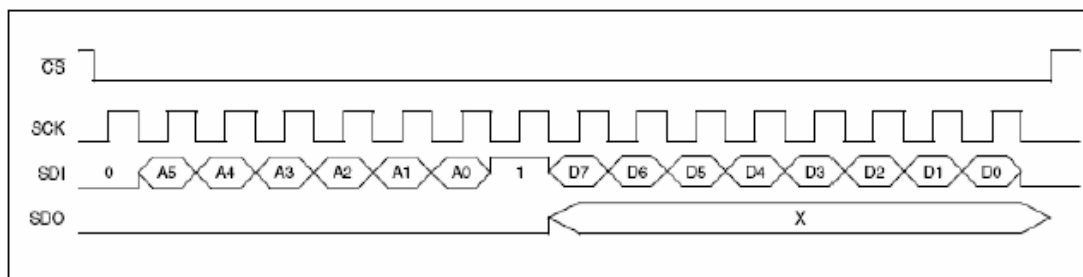 CS
SCK
SDI 0 A5 A4 A3 A2 A1 A0 1 D7 D6 D5 D4 D3 D2 D1 D0
SDO X